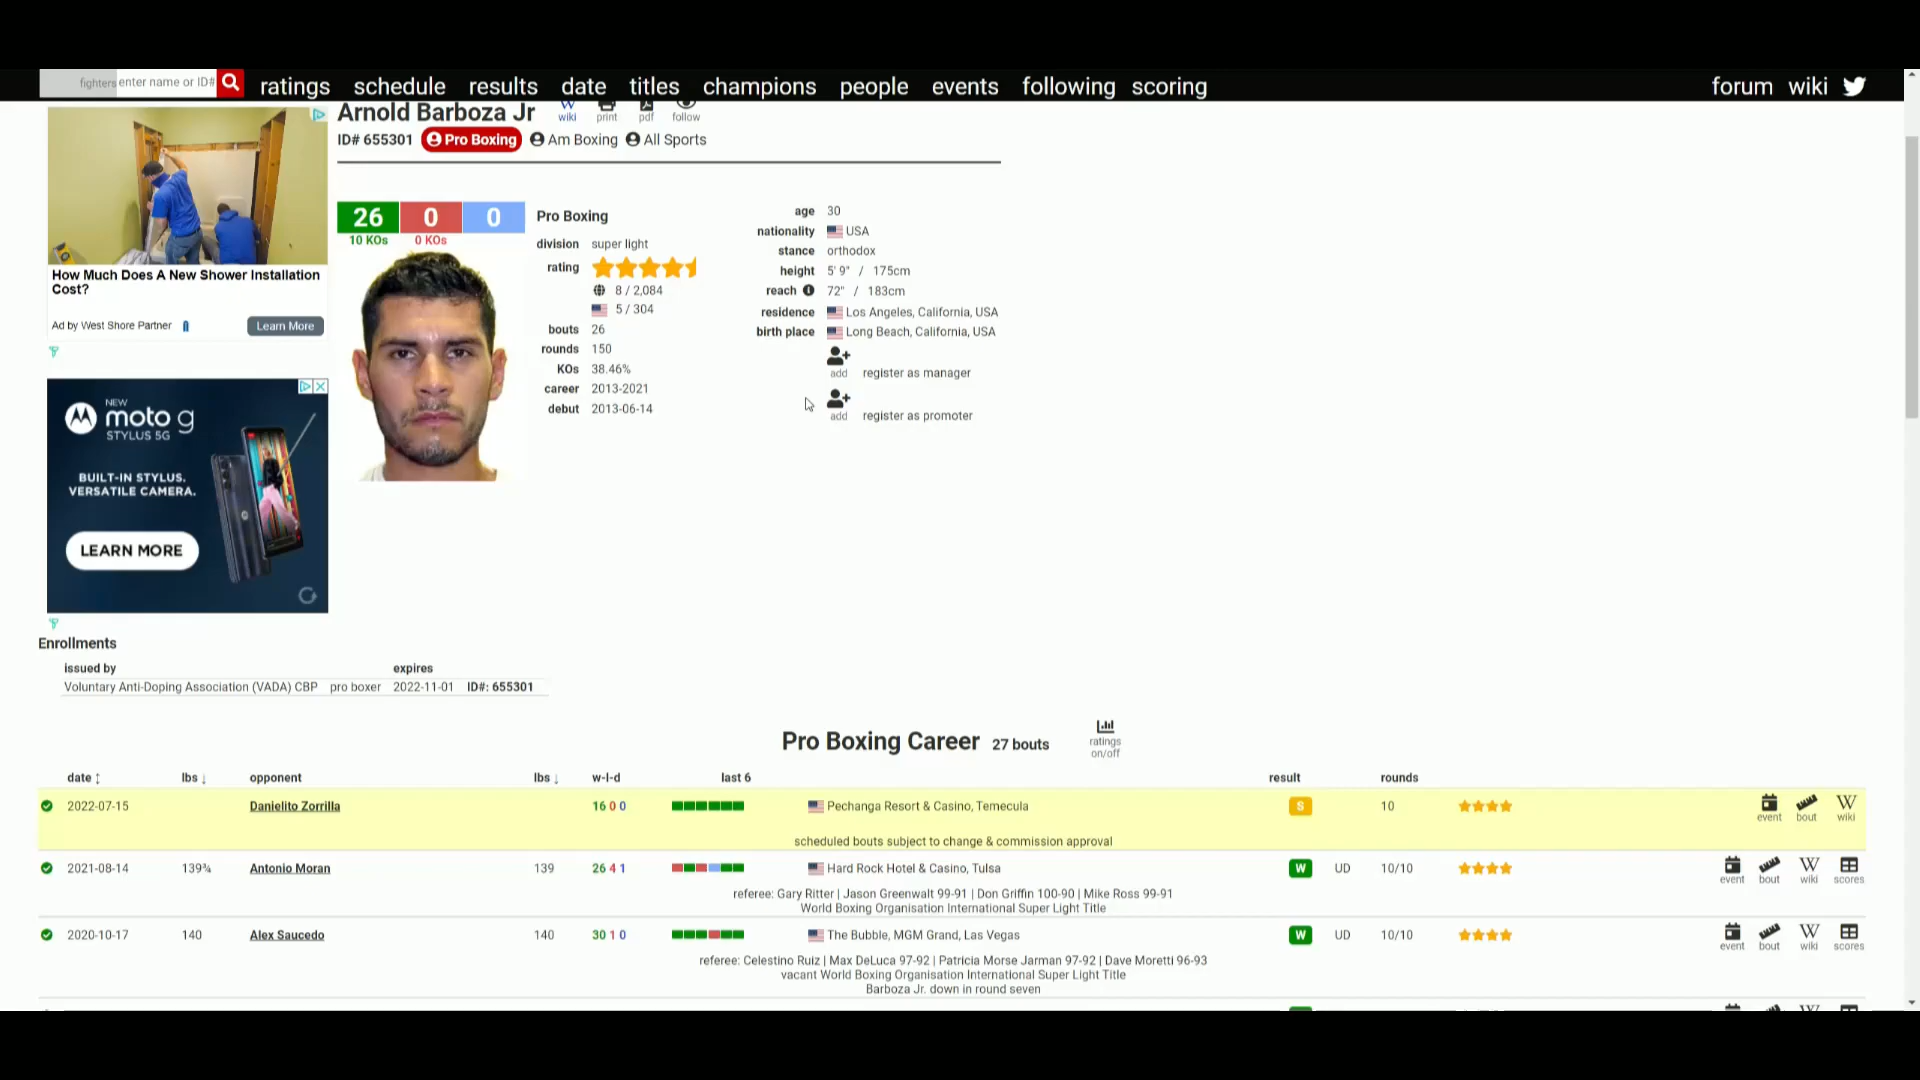 fighters enter name or ID# ratings schedule results date titles champions people events following scoring forum wiki
Arnold Barboza Jr wiki print pdf follow
ID# 655301 Pro Boxing Am Boxing All Sports
How Much Does A New Shower Installation
Cost?
Ad by West Shore Partner Learn More
NEW
moto g
STYLUS 5G
BUILT-IN STYLUS.
VERSATILE CAMERA.
LEARN MORE
26 0 0
10 KOs 0 KOs
Pro Boxing
division super light
rating
8 / 2,084
5 / 304
bouts 26
rounds 150
KOs 38.46%
career 2013-2021
debut 2013-06-14
age 30
nationality USA
stance orthodox
height 5' 9" / 175cm
reach 72" / 183cm
residence Los Angeles, California, USA
birth place Long Beach, California, USA
add register as manager
add register as promoter
Enrollments
issued by expires
Voluntary Anti-Doping Association (VADA) CBP pro boxer 2022-11-01 ID#: 655301
Pro Boxing Career 27 bouts ratings
on/off
date lbs opponent lbs w-l-d last 6 result rounds
2022-07-15 Danielito Zorrilla 16 0 0 Pechanga Resort & Casino, Temecula S 10 event bout wiki
scheduled bouts subject to change & commission approval
2021-08-14 139¾ Antonio Moran 139 26 4 1 Hard Rock Hotel & Casino, Tulsa W UD 10/10 event bout wiki scores
referee: Gary Ritter | Jason Greenwalt 99-91 | Don Griffin 100-90 | Mike Ross 99-91
World Boxing Organisation International Super Light Title
2020-10-17 140 Alex Saucedo 140 30 1 0 The Bubble, MGM Grand, Las Vegas W UD 10/10 event bout wiki scores
referee: Celestino Ruiz | Max DeLuca 97-92 | Patricia Morse Jarman 97-92 | Dave Moretti 96-93
vacant World Boxing Organisation International Super Light Title
Barboza Jr. down in round seven